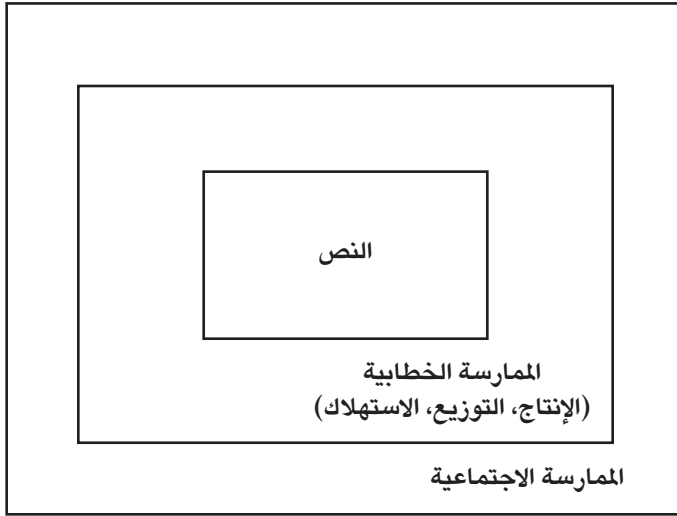 النص
الممارسة الخطابية
(الإنتاج، التوزيع، الاستهلاك)
الممارسة الاجتماعية